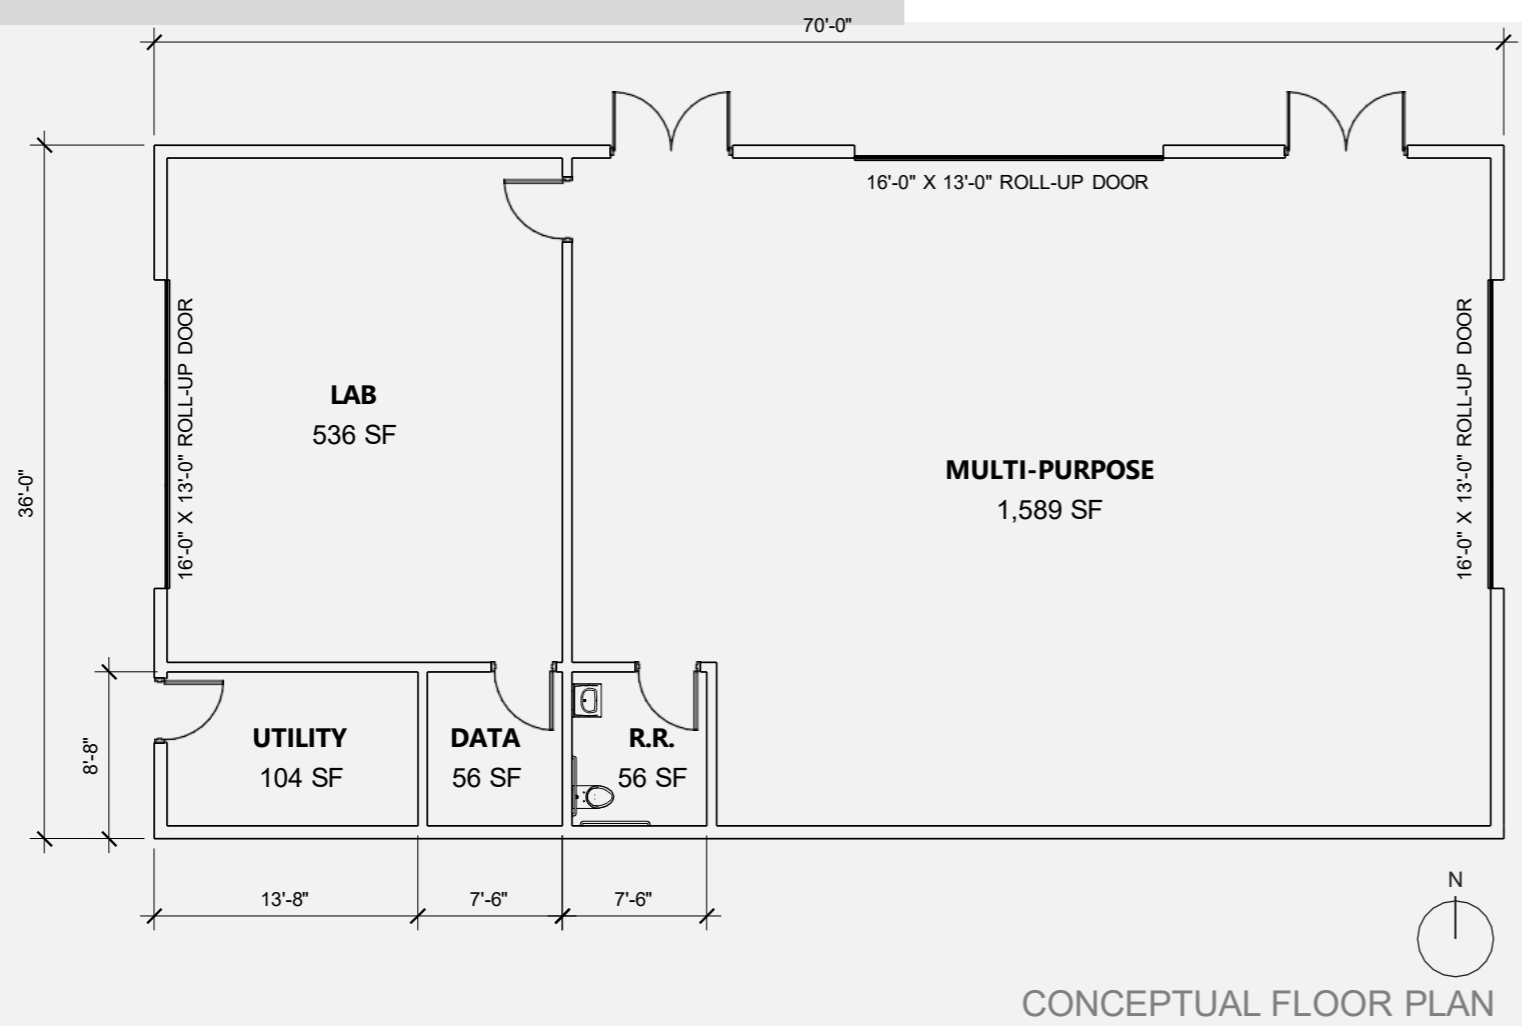 70'-0"
16'-0" X 13'-0" ROLL-UP DOOR
16'-0" X 13'-0" ROLL-UP DOOR
16'-0" X 13'-0" ROLL-UP DOOR
LAB
536 SF
MULTI-PURPOSE
1,589 SF
36'-0"
UTILITY
104 SF
DATA
56 SF
R.R.
56 SF
8'-8"
13'-8"
7'-6"
7'-6"
N
CONCEPTUAL FLOOR PLAN